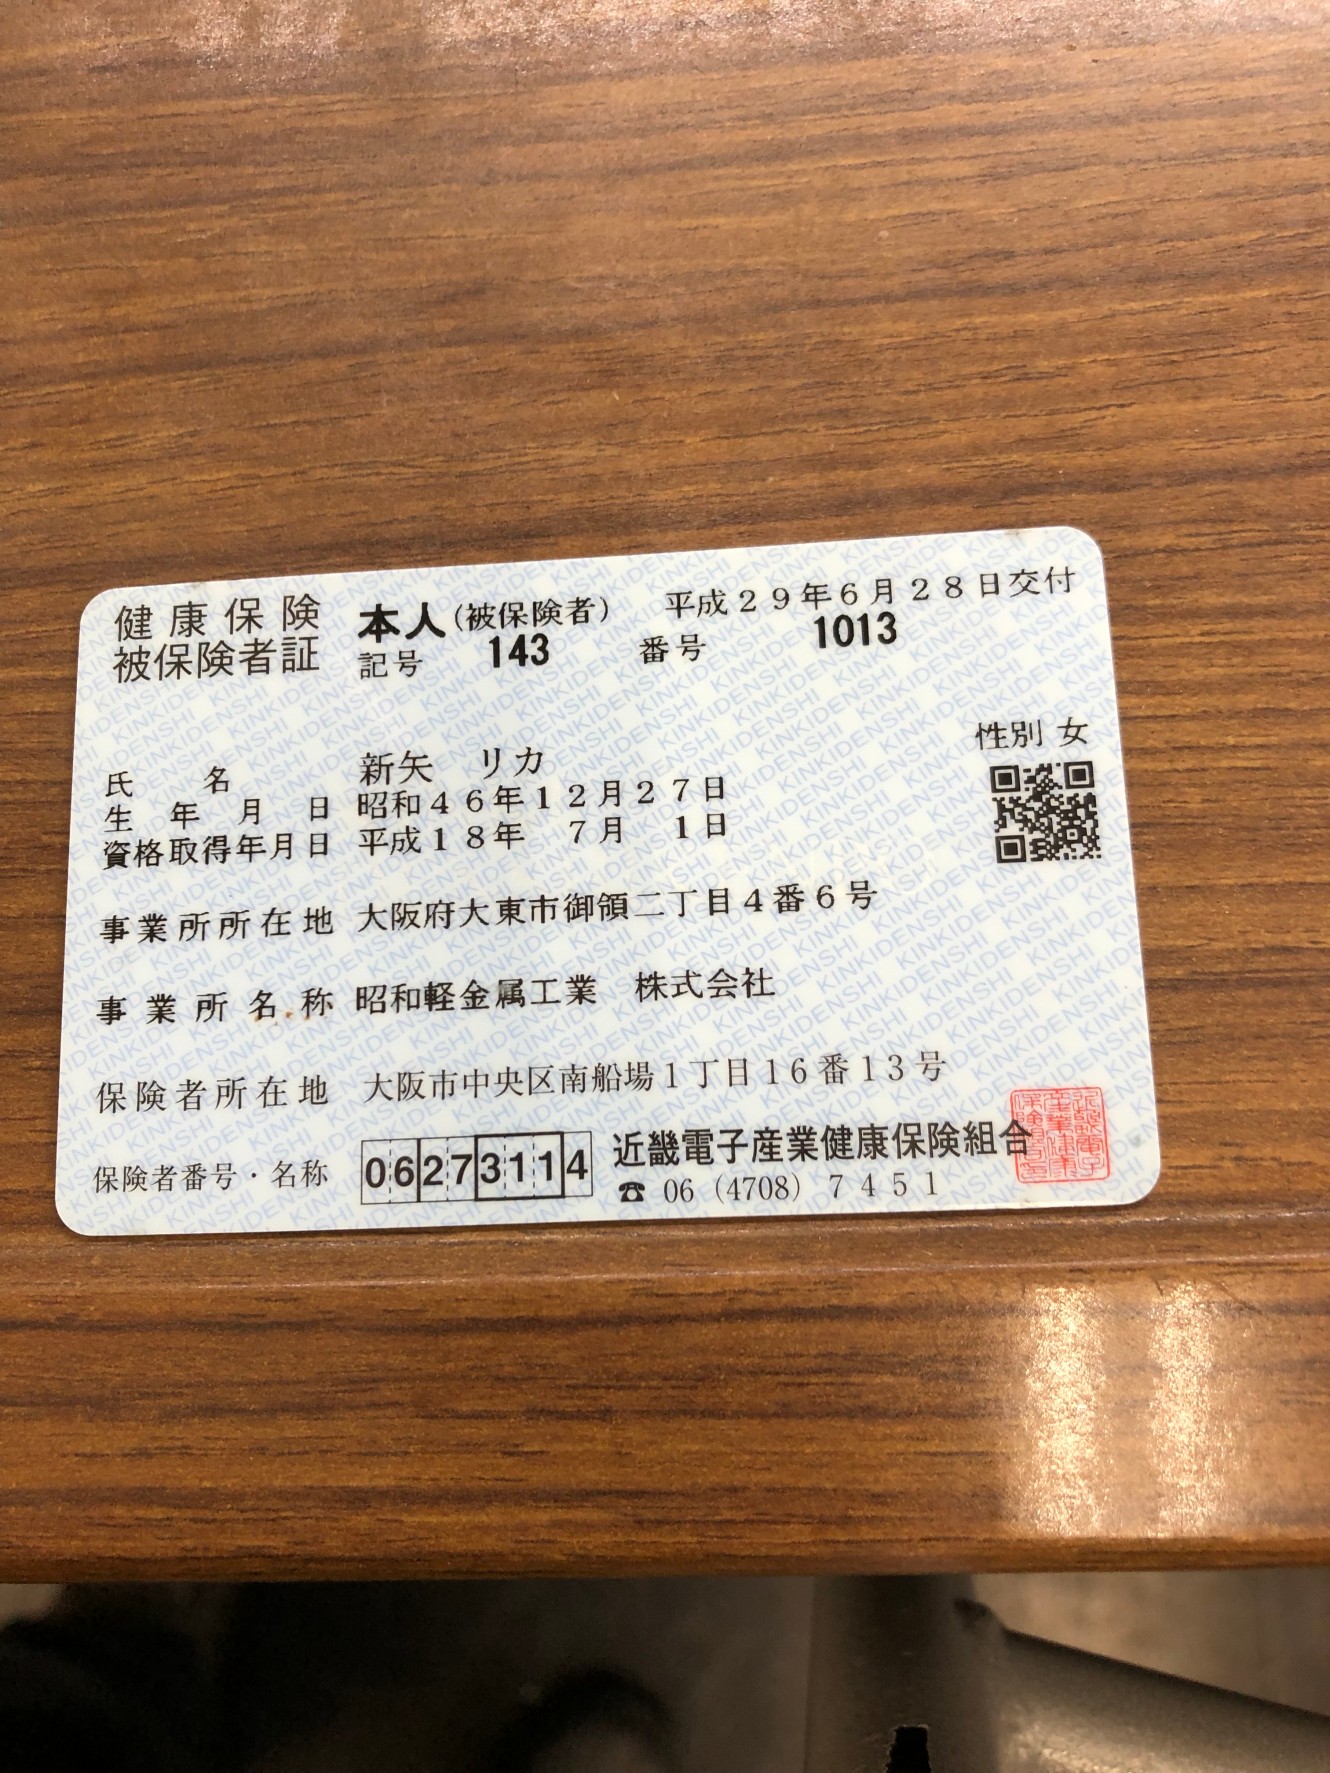 健康保険 本人(被保険者) 平成29年6月28日交付
被保険者証 記号 143 番号 1013
性別 女
氏名 新矢 リカ
生年月日 昭和46年12月27日
資格取得年月日 平成18年 7月 1日
事業所所在地 大阪府大東市御領二丁目4番6号
事業所名称 昭和軽金属工業 株式会社
保険者所在地 大阪市中央区南船場1丁目16番13号
保険者番号・名称 06273114 近畿電子産業健康保険組合
☎ 06 (4708) 7451